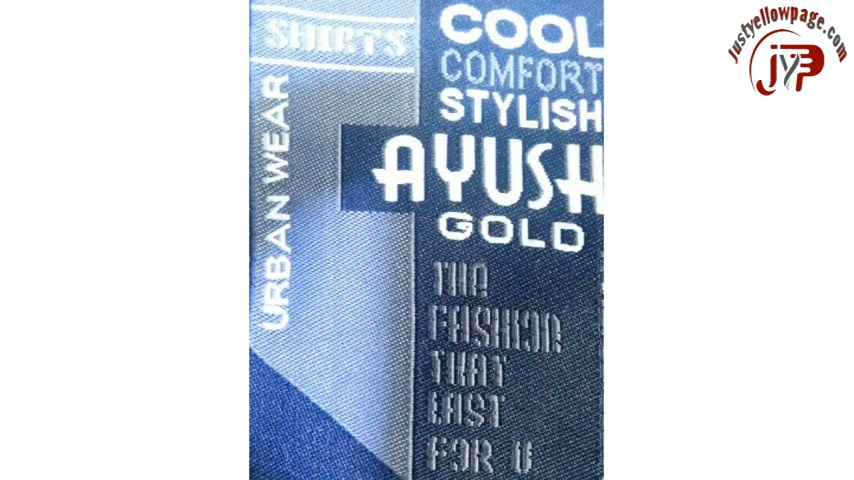 SHIRTS
URBAN WEAR
COOL
COMFORT
STYLISH
AYUSH
GOLD
THE
FASHION
THAT
LAST
FOR U
justyellowpage.com
JYP